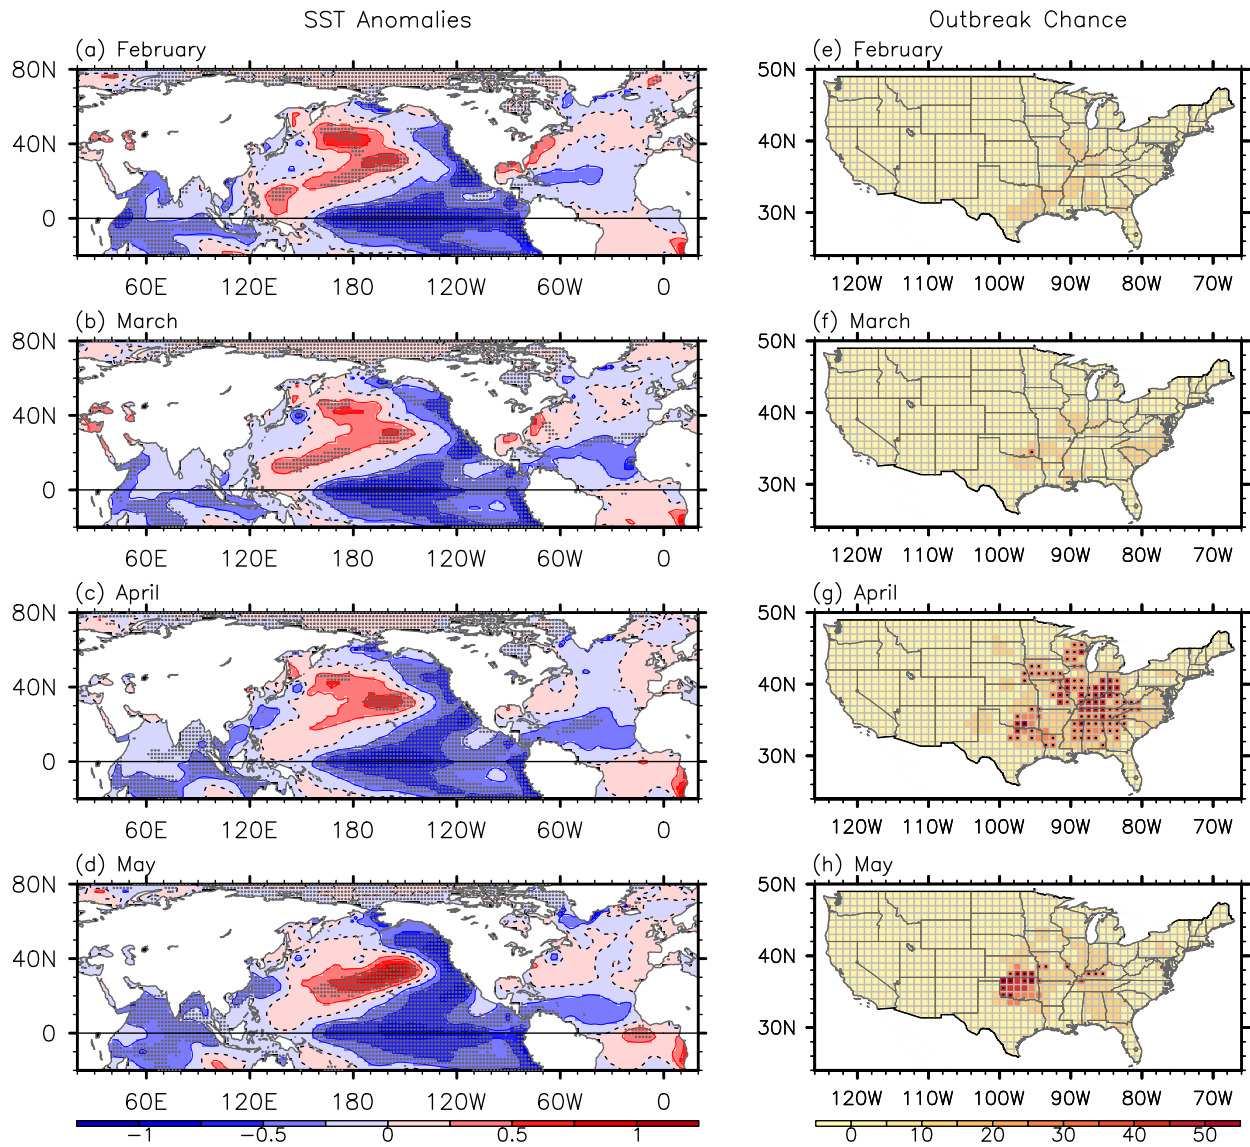 SST Anomalies
Outbreak Chance
(a) February
80N
40N
0
60E 120E 180 120W 60W 0
(e) February
50N
40N
30N
120W 110W 100W 90W 80W 70W
(b) March
80N
40N
0
60E 120E 180 120W 60W 0
(f) March
50N
40N
30N
120W 110W 100W 90W 80W 70W
(c) April
80N
40N
0
60E 120E 180 120W 60W 0
(g) April
50N
40N
30N
120W 110W 100W 90W 80W 70W
(d) May
80N
40N
0
60E 120E 180 120W 60W 0
(h) May
50N
40N
30N
120W 110W 100W 90W 80W 70W
−1 −0.5 0 0.5 1
0 10 20 30 40 50